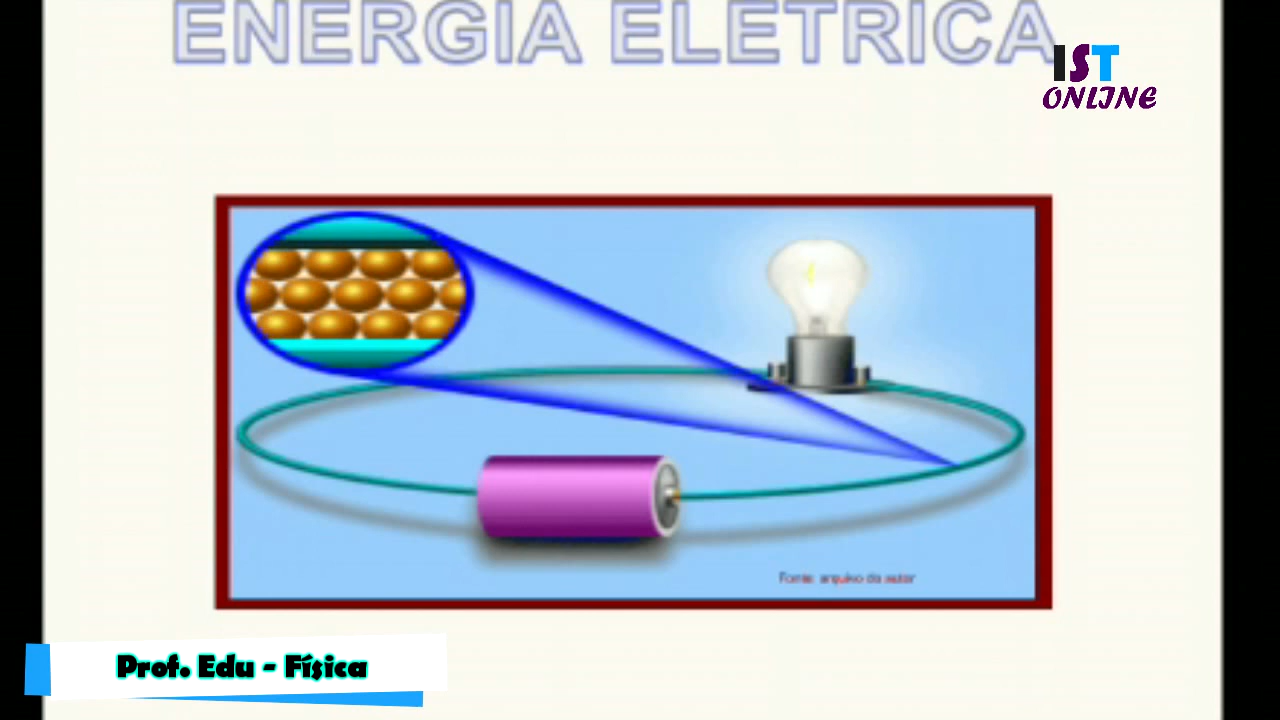 ENERGIA ELETRICA
IST
ONLINE
Fonte: arquivo do autor
Prof. Edu - Física